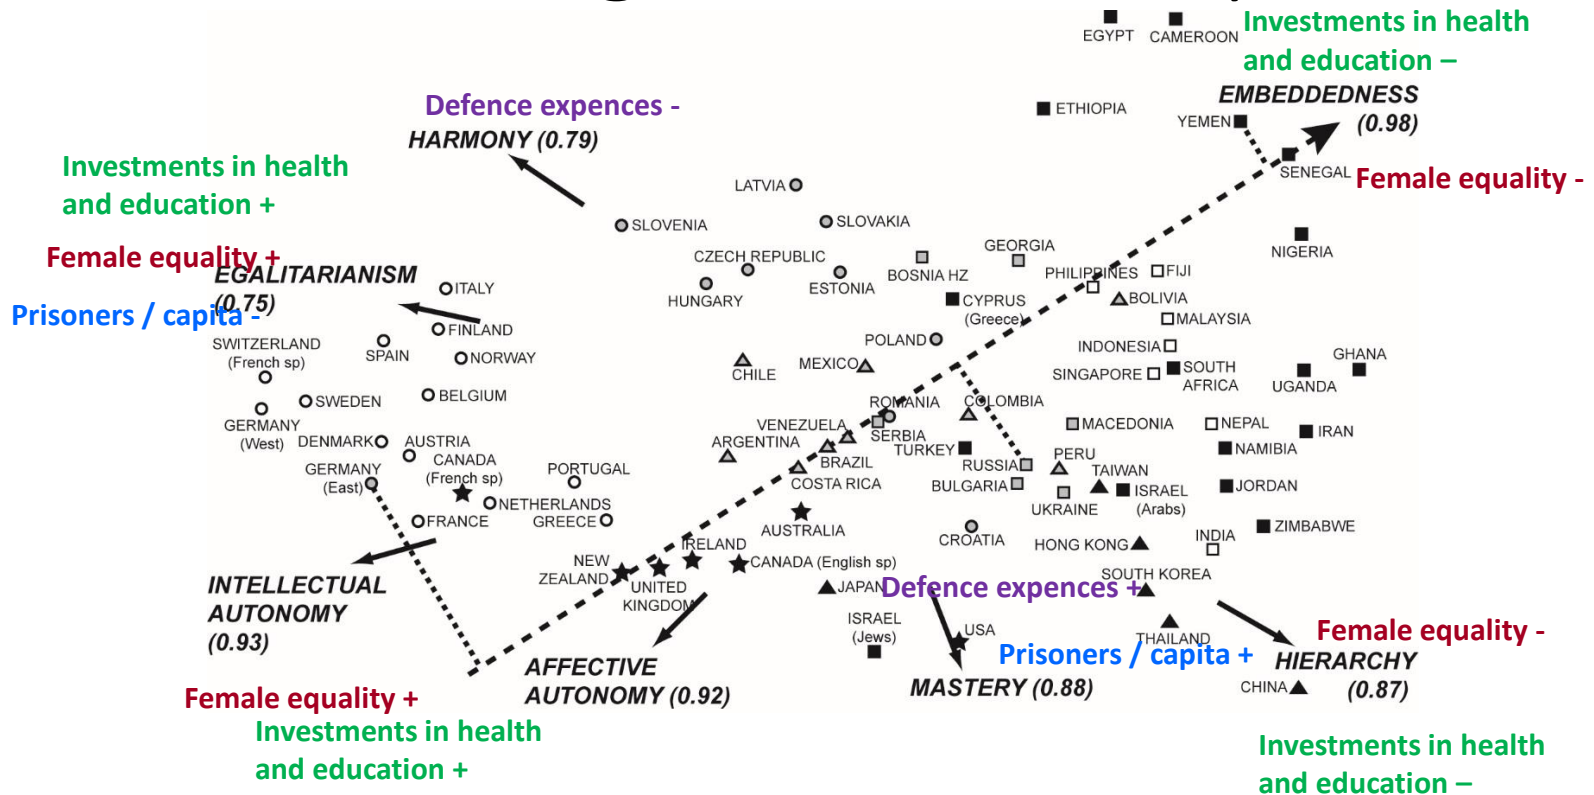 EGYPT
CAMEROON
Investments in health
and education –
EMBEDDEDNESS
(0.98)
Defence expences -
HARMONY (0.79)
ETHIOPIA
YEMEN
SENEGAL
Female equality -
Investments in health
and education +
LATVIA
SLOVENIA
SLOVAKIA
NIGERIA
Female equality +
EGALITARIANISM
(0.75)
Prisoners / capita -
CZECH REPUBLIC
HUNGARY
ESTONIA
BOSNIA HZ
GEORGIA
PHILIPPINES
FIJI
BOLIVIA
CYPRUS
(Greece)
MALAYSIA
ITALY
FINLAND
SWITZERLAND
(French sp)
SPAIN
NORWAY
POLAND
INDONESIA
SINGAPORE
SOUTH
AFRICA
GHANA
UGANDA
CHILE
MEXICO
SWEDEN
BELGIUM
GERMANY
(West)
ROMANIA
COLOMBIA
VENEZUELA
SERBIA
MACEDONIA
NEPAL
IRAN
DENMARK
AUSTRIA
ARGENTINA
BRAZIL
TURKEY
NAMIBIA
GERMANY
(East)
CANADA
(French sp)
PORTUGAL
COSTA RICA
RUSSIA
PERU
TAIWAN
BULGARIA
UKRAINE
ISRAEL
(Arabs)
JORDAN
NETHERLANDS
FRANCE
GREECE
AUSTRALIA
CROATIA
HONG KONG
INDIA
ZIMBABWE
INTELLECTUAL
AUTONOMY
(0.93)
NEW
ZEALAND
UNITED
KINGDOM
IRELAND
CANADA (English sp)
JAPAN
Defence expences +
SOUTH KOREA
ISRAEL
(Jews)
USA
THAILAND
Female equality -
Prisoners / capita +
HIERARCHY
(0.87)
AFFECTIVE
AUTONOMY (0.92)
MASTERY (0.88)
CHINA
Female equality +
Investments in health
and education +
Investments in health
and education –